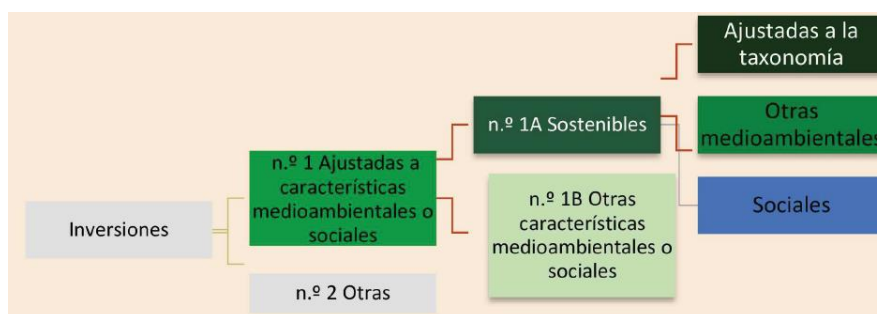 Inversiones
n.º 1 Ajustadas a
características
medioambientales o
sociales
n.º 2 Otras
n.º 1A Sostenibles
n.º 1B Otras
características
medioambientales o
sociales
Ajustadas a la
taxonomía
Otras
medioambientales
Sociales